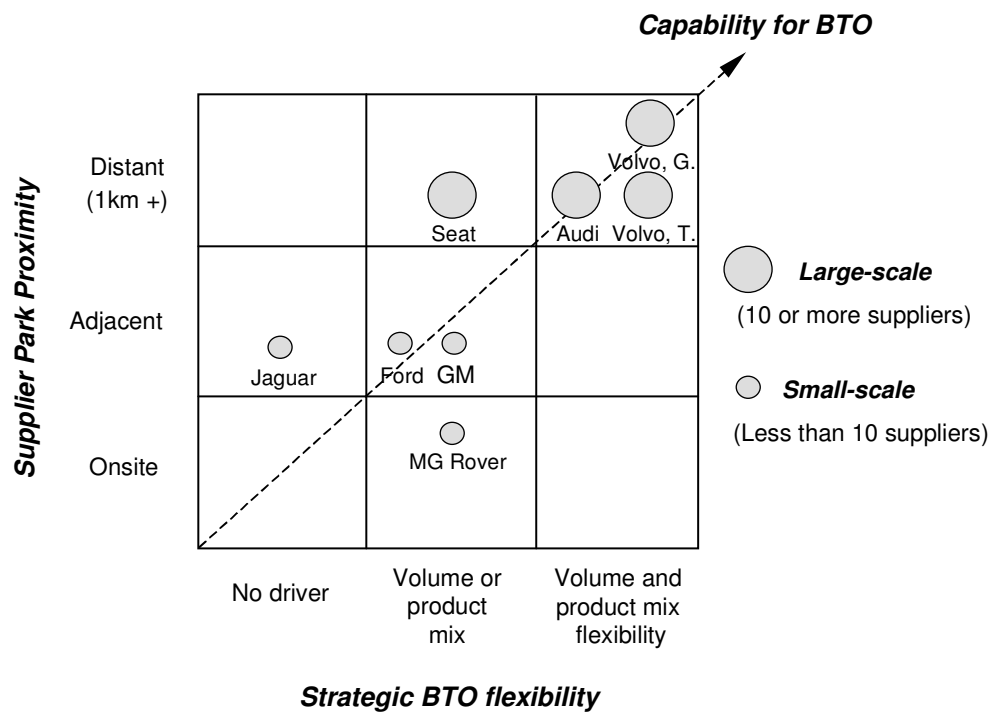 Capability for BTO
Supplier Park Proximity
Distant
(1km +)
Volvo, G.
Seat
Audi
Volvo, T.
Large-scale
(10 or more suppliers)
Adjacent
Jaguar
Ford
GM
Small-scale
(Less than 10 suppliers)
Onsite
MG Rover
No driver
Volume or
product
mix
Volume and
product mix
flexibility
Strategic BTO flexibility